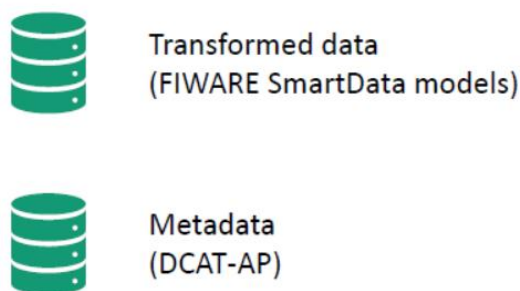 Transformed data
(FIWARE SmartData models)
Metadata
(DCAT-AP)